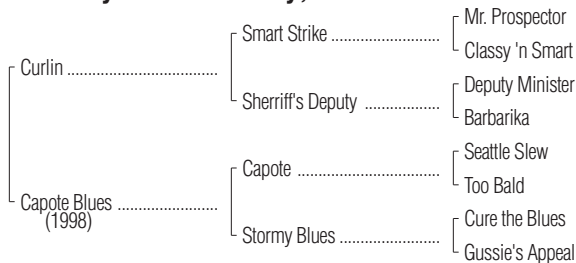 Curlin ..................................
Capote Blues ......................
(1998)
Smart Strike ........................
Sherriff's Deputy .................
Capote ................................
Stormy Blues ......................
Mr. Prospector
Classy 'n Smart
Deputy Minister
Barbarika
Seattle Slew
Too Bald
Cure the Blues
Gussie's Appeal